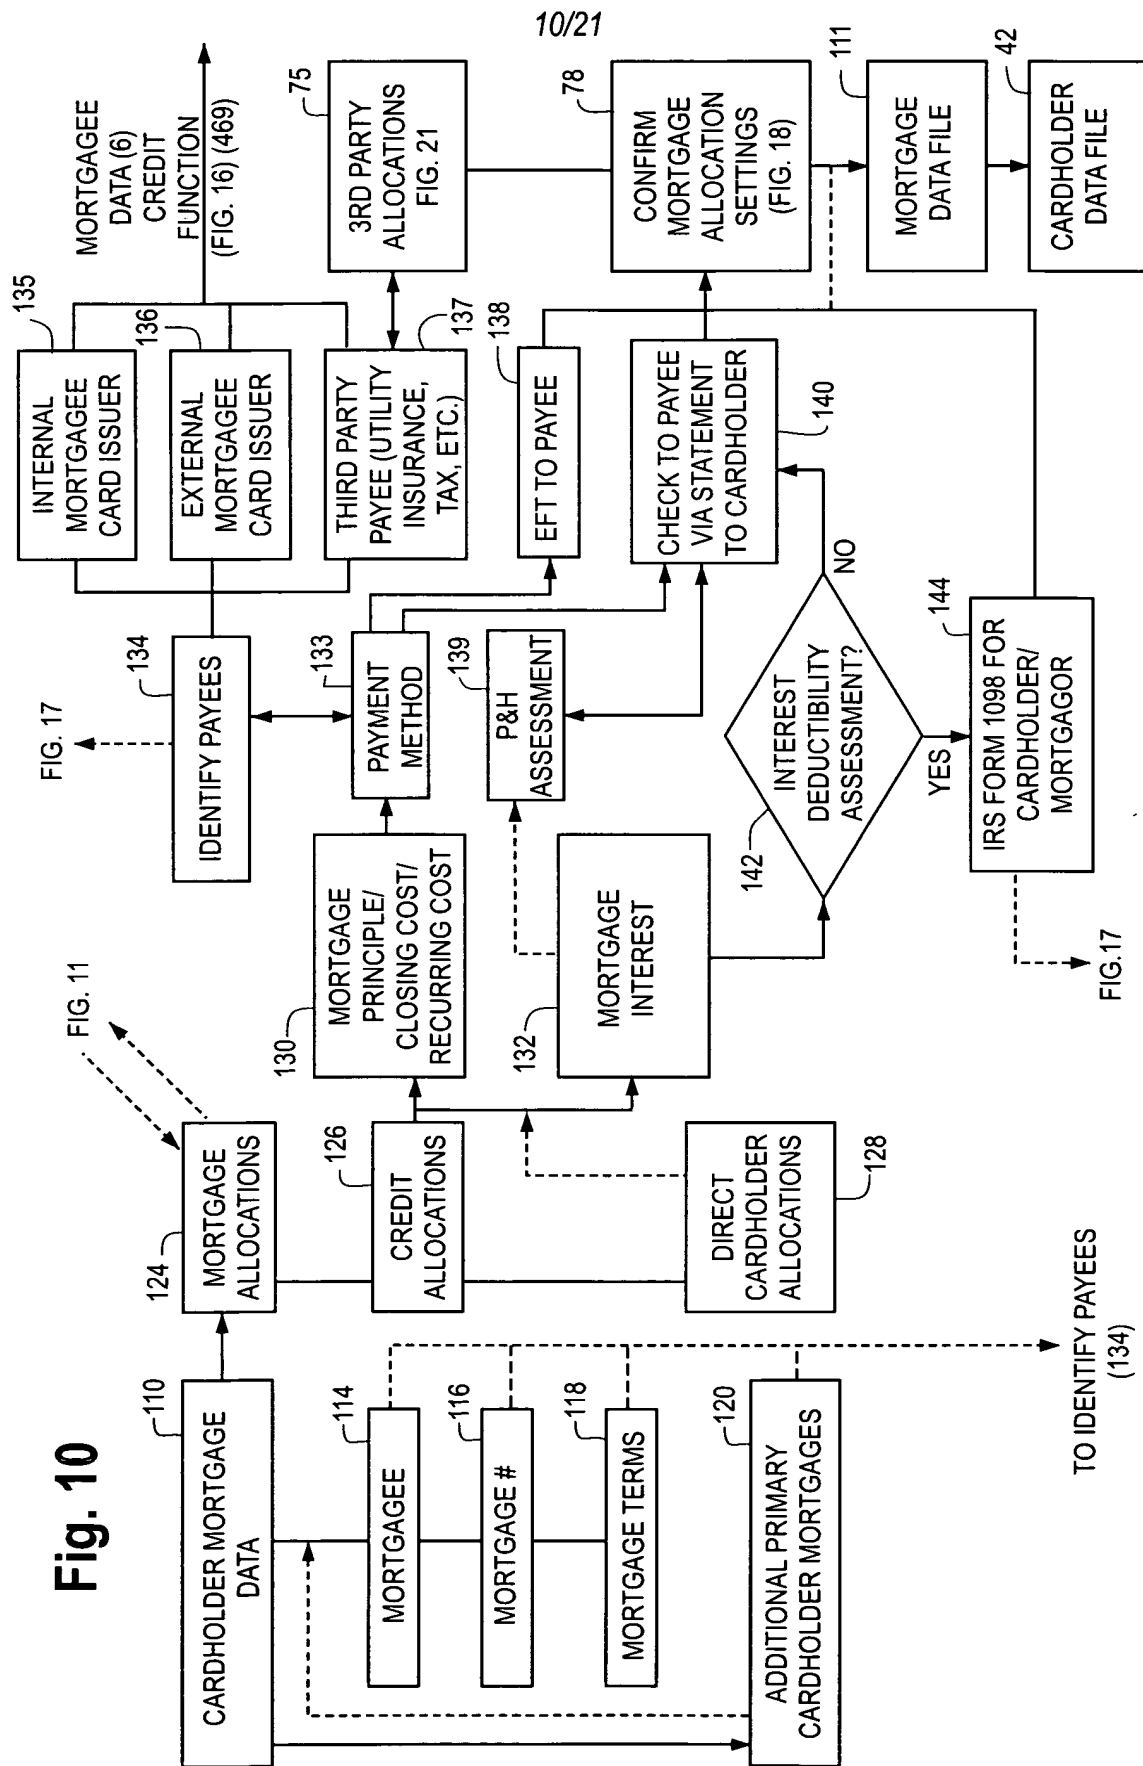 10/21
Fig. 10
110
CARDHOLDER MORTGAGE
DATA
114
MORTGAGEE
116
MORTGAGE #
118
MORTGAGE TERMS
120
ADDITIONAL PRIMARY
CARDHOLDER MORTGAGES
TO IDENTIFY PAYEES
(134)
FIG. 11
124
MORTGAGE
ALLOCATIONS
126
CREDIT
ALLOCATIONS
128
DIRECT
CARDHOLDER
ALLOCATIONS
130
MORTGAGE
PRINCIPLE/
CLOSING COST/
RECURRING COST
132
MORTGAGE
INTEREST
FIG. 17
134
IDENTIFY PAYEES
133
PAYMENT
METHOD
139
P&H
ASSESSMENT
142
INTEREST
DEDUCTIBILITY
ASSESSMENT?
NO
YES
144
IRS FORM 1098 FOR
CARDHOLDER/
MORTGAGOR
FIG.17
135
INTERNAL
MORTGAGEE
CARD ISSUER
136
EXTERNAL
MORTGAGEE
CARD ISSUER
137
THIRD PARTY
PAYEE (UTILITY
INSURANCE,
TAX, ETC.)
138
EFT TO PAYEE
140
CHECK TO PAYEE
VIA STATEMENT
TO CARDHOLDER
MORTGAGEE
DATA (6)
CREDIT
FUNCTION
(FIG. 16) (469)
75
3RD PARTY
ALLOCATIONS
FIG. 21
78
CONFIRM
MORTGAGE
ALLOCATION
SETTINGS
(FIG. 18)
111
MORTGAGE
DATA FILE
42
CARDHOLDER
DATA FILE